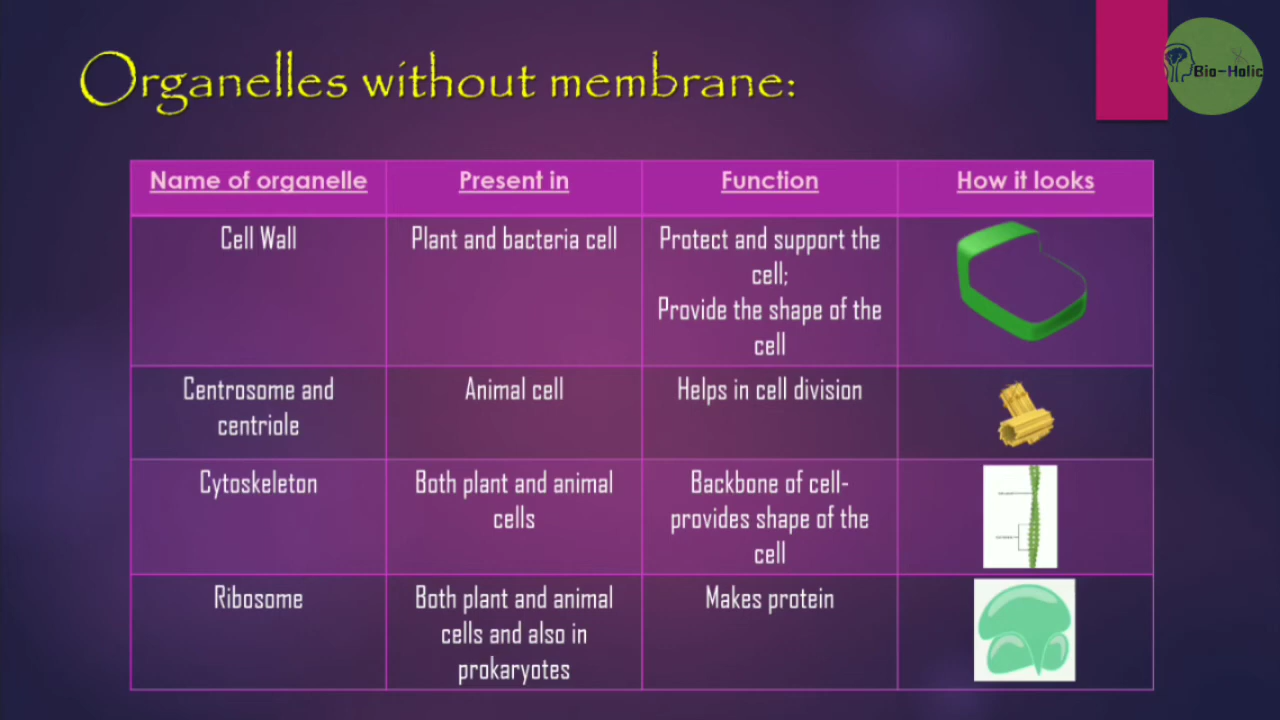 Organelles without membrane:
Bio-Holic
Name of organelle
Present in
Function
How it looks
Cell Wall
Plant and bacteria cell
Protect and support the
cell;
Provide the shape of the
cell
Centrosome and
centriole
Animal cell
Helps in cell division
Cytoskeleton
Both plant and animal
cells
Backbone of cell-
provides shape of the
cell
Ribosome
Both plant and animal
cells and also in
prokaryotes
Makes protein